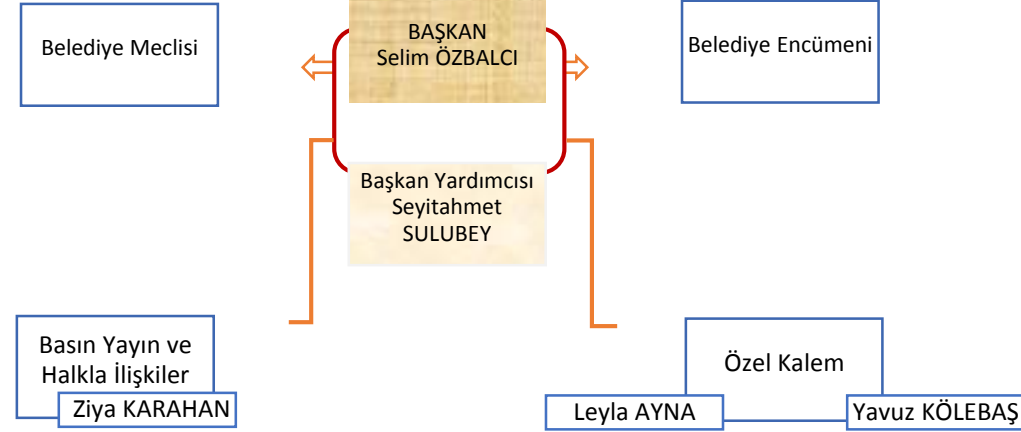 Belediye Meclisi
BAŞKAN
Selim ÖZBALCI
Belediye Encümeni
Başkan Yardımcısı
Seyitahmet
SULUBEY
Basın Yayın ve
Halkla İlişkiler
Ziya KARAHAN
Özel Kalem
Leyla AYNA
Yavuz KÖLEBAŞ